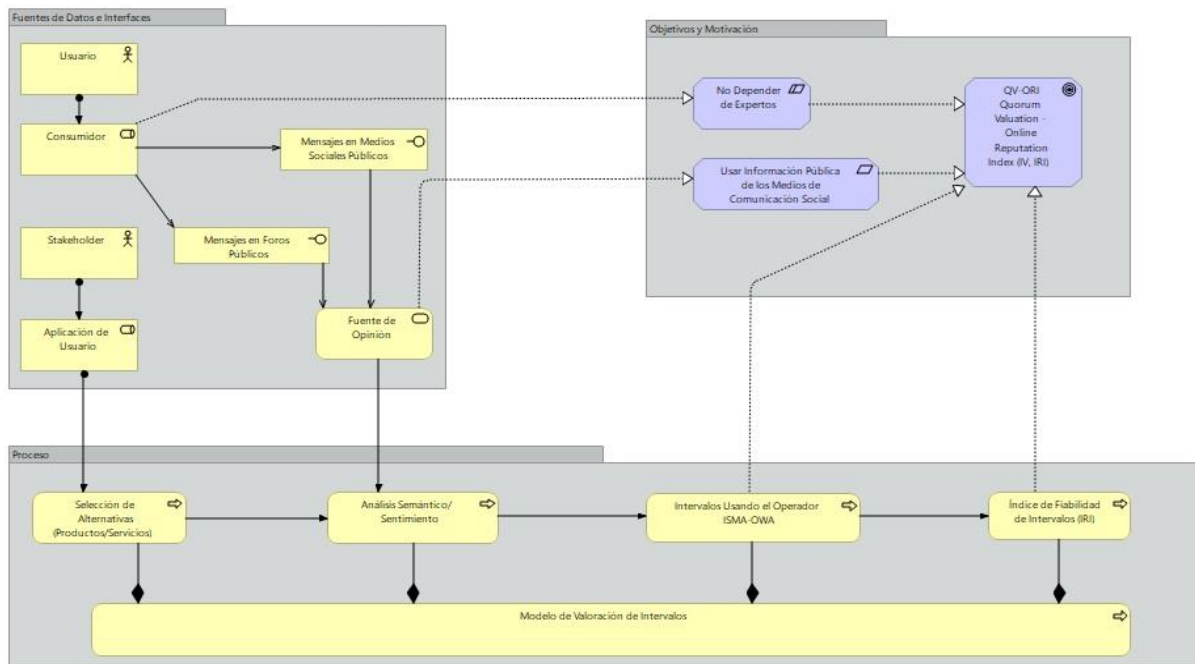 Fuentes de Datos e Interfaces
Usuario
Consumidor
Mensajes en Medios
Sociales Públicos
Stakeholder
Mensajes en Foros
Públicos
Aplicación de
Usuario
Fuente de
Opinión
Objetivos y Motivación
No Depender
de Expertos
QV-ORI
Quorum
Valuation -
Online
Reputation
Index (IV, IRI)
Usar Información Pública
de los Medios de
Comunicación Social
Proceso
Selección de
Alternativas
(Productos/Servicios)
Análisis Semántico/
Sentimiento
Intervalos Usando el Operador
ISMA-OWA
Índice de Fiabilidad
de Intervalos (IRI)
Modelo de Valoración de Intervalos